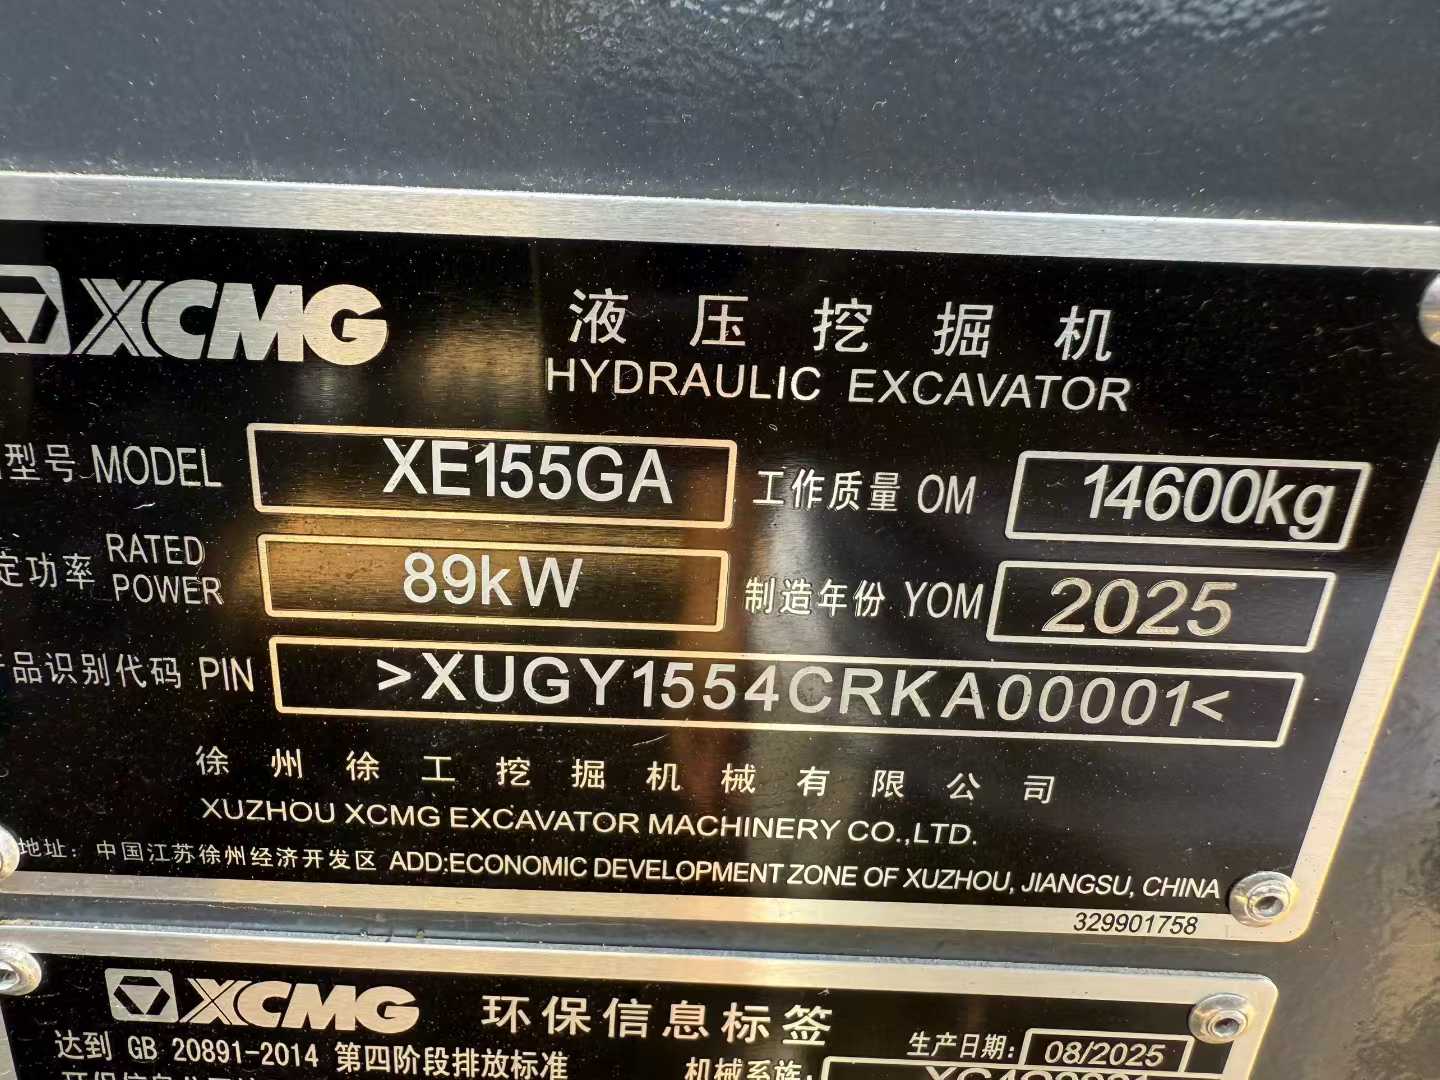 XCMG 液压挖掘机
HYDRAULIC EXCAVATOR
型号 MODEL XE155GA 工作质量 OM 14600kg
定功率 RATED POWER 89kW 制造年份 YOM 2025
产品识别代码 PIN >XUGY1554CRKA00001<
徐州徐工挖掘机械有限公司
XUZHOU XCMG EXCAVATOR MACHINERY CO.,LTD.
地址：中国江苏徐州经济开发区 ADD:ECONOMIC DEVELOPMENT ZONE OF XUZHOU, JIANGSU, CHINA
329901758
XCMG 环保信息标签
达到 GB 20891-2014 第四阶段排放标准 生产日期: 08/2025
机械系族: